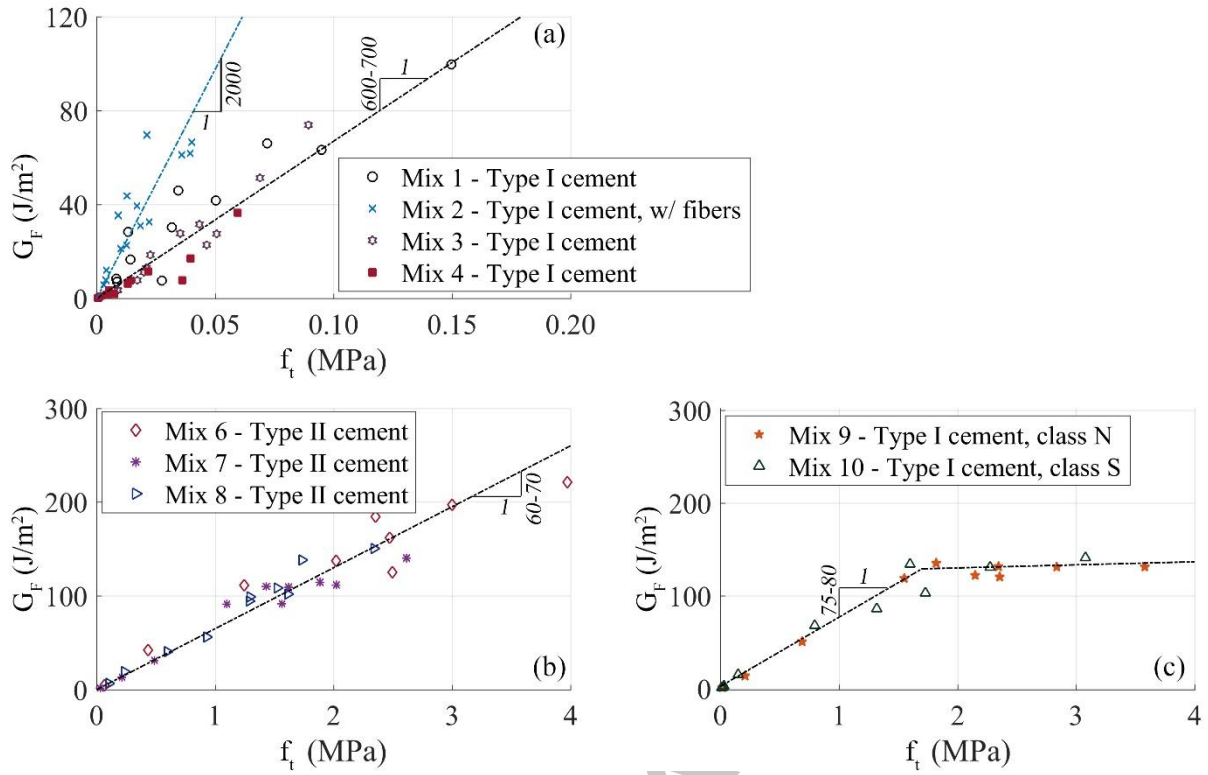 120
80
40
0
G_F (J/m²)
(a)
2000
1
600-700
1
Mix 1 - Type I cement
Mix 2 - Type I cement, w/ fibers
Mix 3 - Type I cement
Mix 4 - Type I cement
0 0.05 0.10 0.15 0.20
f_t (MPa)
300
200
100
0
G_F (J/m²)
Mix 6 - Type II cement
Mix 7 - Type II cement
Mix 8 - Type II cement
60-70
1
(b)
0 1 2 3 4
f_t (MPa)
300
200
100
0
G_F (J/m²)
Mix 9 - Type I cement, class N
Mix 10 - Type I cement, class S
75-80
1
(c)
0 1 2 3 4
f_t (MPa)